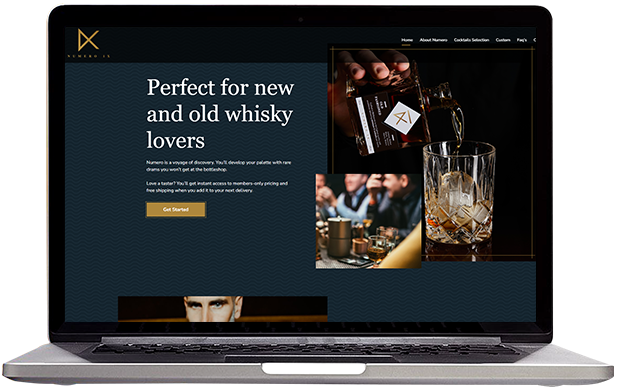 NUMERO IX
Home About Numero Cocktails Selection Custom Faq's
Perfect for new
and old whisky
lovers
Numero is a voyage of discovery. You'll develop your palette with rare
drams you won't get at the bottleshop.
Love a taster? You'll get instant access to members-only pricing and
free shipping when you add it to your next delivery.
Get Started